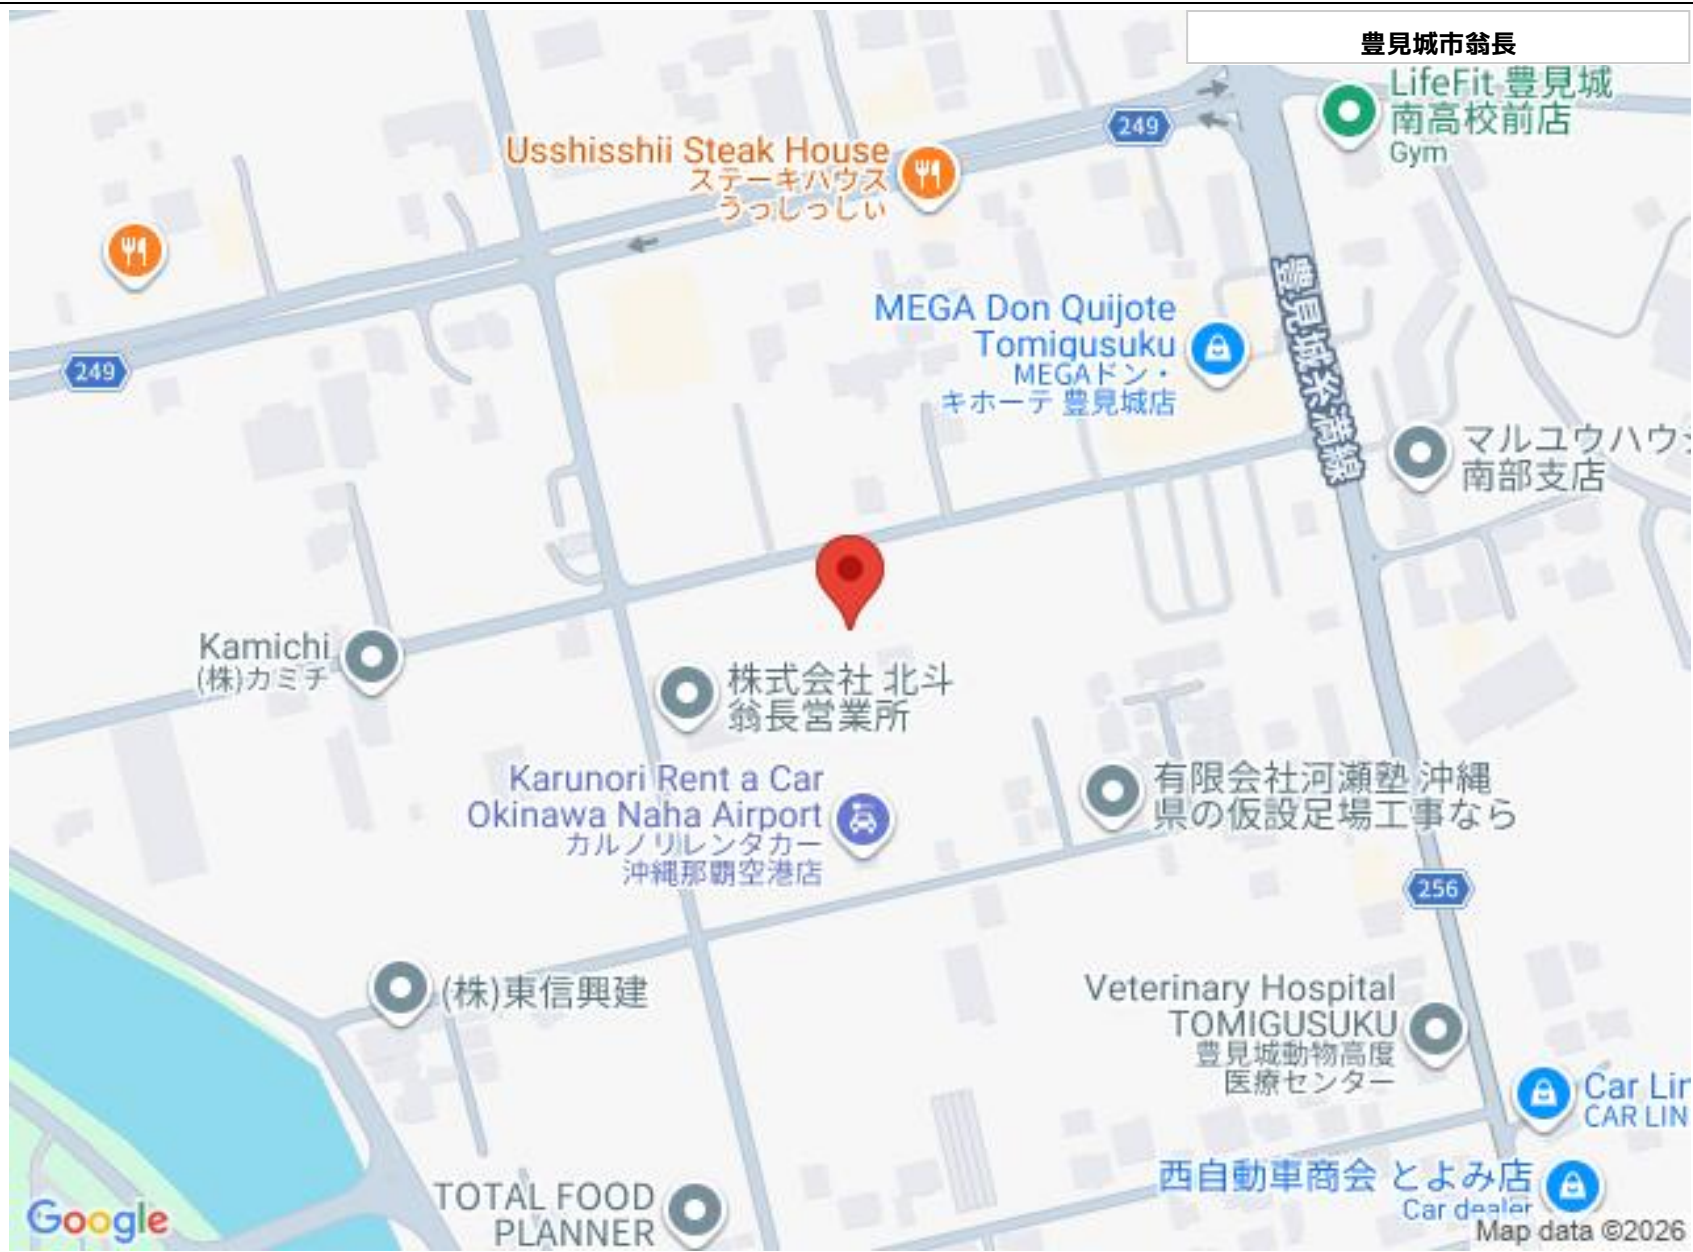 豊見城市翁長
LifeFit 豊見城
南高校前店
Gym
249
Usshisshii Steak House
ステーキハウス
うっしっしい
249
MEGA Don Quijote
Tomigusuku
MEGAドン・
キホーテ 豊見城店
豊見城糸満線
マルユウハウジ
南部支店
Kamichi
(株)カミチ
株式会社 北斗
翁長営業所
Karunori Rent a Car
Okinawa Naha Airport
カルノリレンタカー
沖縄那覇空港店
有限会社河瀬塾 沖縄
県の仮設足場工事なら
256
(株)東信興建
Veterinary Hospital
TOMIGUSUKU
豊見城動物高度
医療センター
Car Lin
CAR LIN
西自動車商会 とよみ店
Car dealer
TOTAL FOOD
PLANNER
Google
Map data ©2026